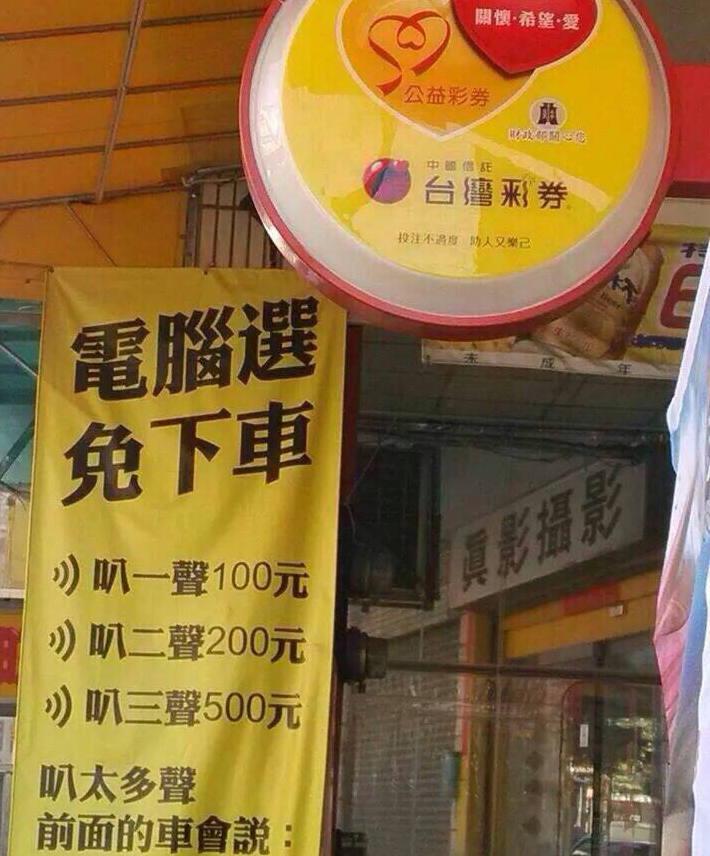 關懷·希望·愛
公益彩券
財政部關心您
中國信託
台灣彩券
投注不過度 助人又樂己
電腦選
免下車
叭一聲100元
叭二聲200元
叭三聲500元
叭太多聲
前面的車會說：
未成年
真影攝影